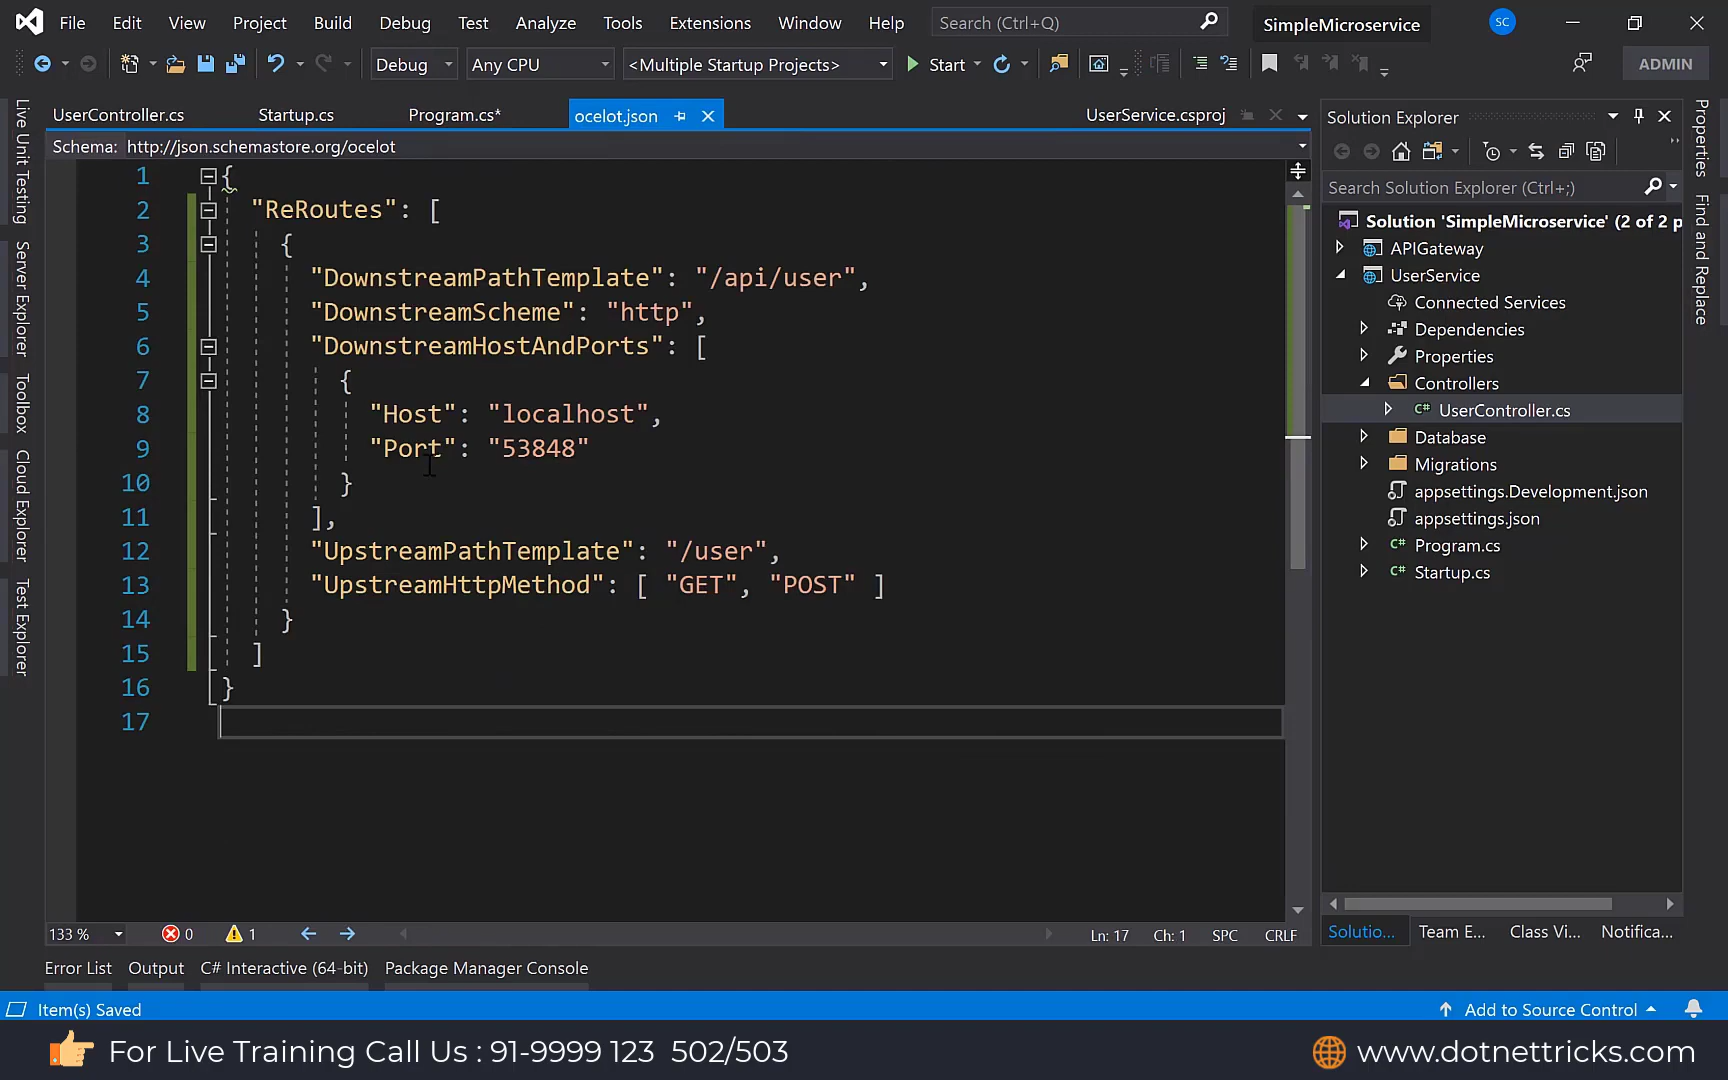 File Edit View Project Build Debug Test Analyze Tools Extensions Window Help Search (Ctrl+Q) SimpleMicroservice SC
Debug Any CPU <Multiple Startup Projects> Start ADMIN
UserController.cs Startup.cs Program.cs* ocelot.json UserService.csproj
Schema: http://json.schemastore.org/ocelot
1 {
2 "ReRoutes": [
3 {
4 "DownstreamPathTemplate": "/api/user",
5 "DownstreamScheme": "http",
6 "DownstreamHostAndPorts": [
7 {
8 "Host": "localhost",
9 "Port": "53848"
10 }
11 ],
12 "UpstreamPathTemplate": "/user",
13 "UpstreamHttpMethod": [ "GET", "POST" ]
14 }
15 ]
16 }
17
Live Unit Testing
Server Explorer
Toolbox
Cloud Explorer
Test Explorer
Solution Explorer
Search Solution Explorer (Ctrl+;)
Solution 'SimpleMicroservice' (2 of 2 p
APIGateway
UserService
Connected Services
Dependencies
Properties
Controllers
C# UserController.cs
Database
Migrations
appsettings.Development.json
appsettings.json
C# Program.cs
C# Startup.cs
Properties
Find and Replace
Solutio... Team E... Class Vi... Notifica...
133 % 0 1 Ln: 17 Ch: 1 SPC CRLF
Error List Output C# Interactive (64-bit) Package Manager Console
Item(s) Saved Add to Source Control
For Live Training Call Us : 91-9999 123 502/503 www.dotnettricks.com